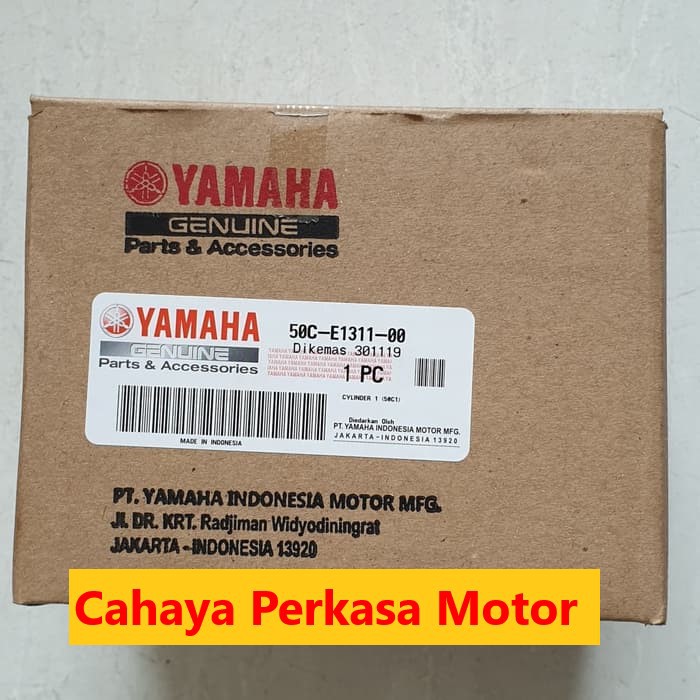 YAMAHA
GENUINE
Parts & Accessories
YAMAHA
GENUINE
Parts & Accessories
50C-E1311-00
Dikemas 301119
1 PC
CYLINDER 1 (50C1)
Diedarkan Oleh
PT. YAMAHA INDONESIA MOTOR MFG.
JAKARTA-INDONESIA 13920
MADE IN INDONESIA
PT. YAMAHA INDONESIA MOTOR MFG.
Jl. DR. KRT. Radjiman Widyodiningrat
JAKARTA - INDONESIA 13920
Cahaya Perkasa Motor